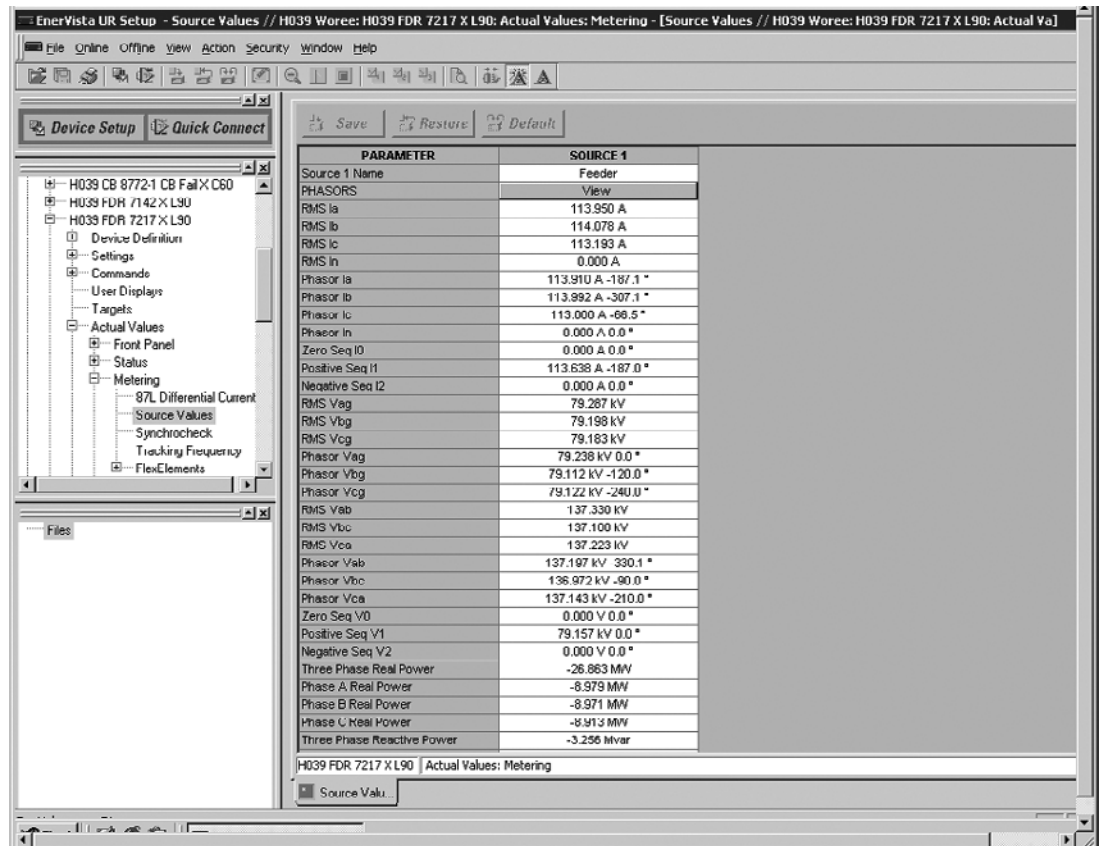 EnerVista UR Setup - Source Values // H039 Woree: H039 FDR 7217 X L90: Actual Values: Metering - [Source Values // H039 Woree: H039 FDR 7217 X L90: Actual Va]
File Online Offline View Action Security Window Help
Device Setup Quick Connect
H039 CB 8772-1 CB Fail X C60
H039 FDR 7142 X L90
H039 FDR 7217 X L90
Device Definition
Settings
Commands
User Displays
Targets
Actual Values
Front Panel
Status
Metering
87L Differential Current
Source Values
Synchrocheck
Tracking Frequency
FlexElements
Files
Save Restore Default
PARAMETER SOURCE 1
Source 1 Name Feeder
PHASORS View
RMS Ia 113.950 A
RMS Ib 114.078 A
RMS Ic 113.193 A
RMS In 0.000 A
Phasor Ia 113.910 A -187.1 °
Phasor Ib 113.992 A -307.1 °
Phasor Ic 113.000 A -66.5 °
Phasor In 0.000 A 0.0 °
Zero Seq I0 0.000 A 0.0 °
Positive Seq I1 113.638 A -187.0 °
Negative Seq I2 0.000 A 0.0 °
RMS Vag 79.287 kV
RMS Vbg 79.198 kV
RMS Vcg 79.183 kV
Phasor Vag 79.238 kV 0.0 °
Phasor Vbg 79.112 kV -120.0 °
Phasor Vcg 79.122 kV -240.0 °
RMS Vab 137.330 kV
RMS Vbc 137.100 kV
RMS Vca 137.223 kV
Phasor Vab 137.197 kV 330.1 °
Phasor Vbc 136.972 kV -90.0 °
Phasor Vca 137.143 kV -210.0 °
Zero Seq V0 0.000 V 0.0 °
Positive Seq V1 79.157 kV 0.0 °
Negative Seq V2 0.000 V 0.0 °
Three Phase Real Power -26.863 MW
Phase A Real Power -8.979 MW
Phase B Real Power -8.971 MW
Phase C Real Power -8.913 MW
Three Phase Reactive Power -3.256 Mvar
H039 FDR 7217 X L90 Actual Values: Metering
Source Valu...